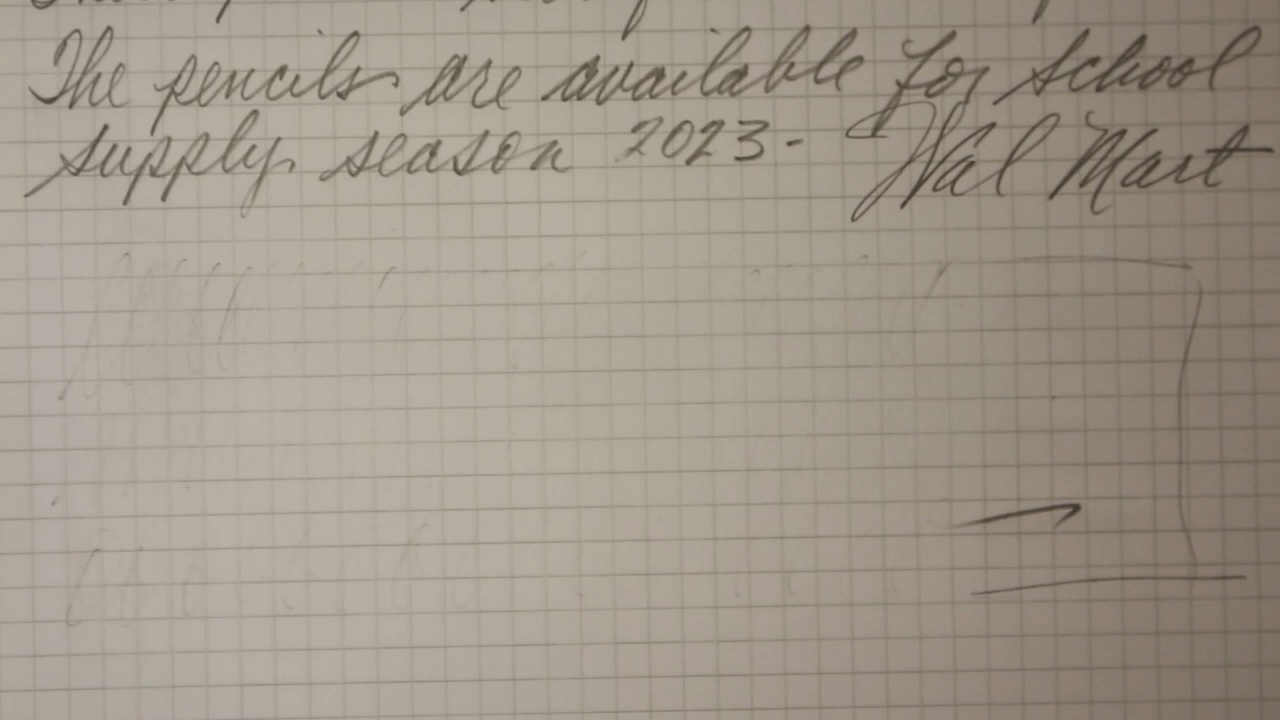 The pencils are available for school
supply season 2023- Wal Mart